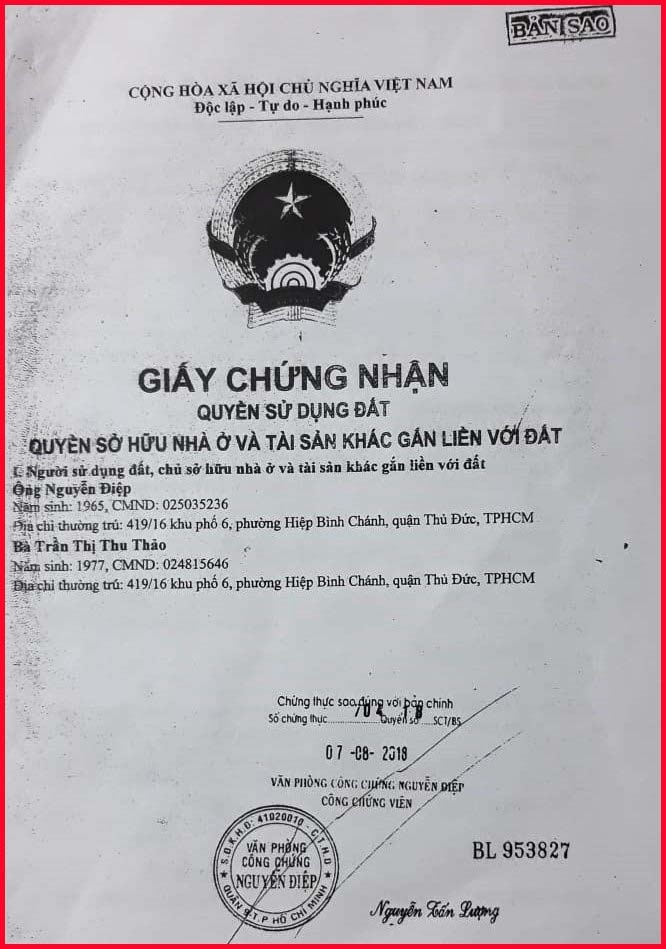 BẢN SAO
CỘNG HÒA XÃ HỘI CHỦ NGHĨA VIỆT NAM
Độc lập - Tự do - Hạnh phúc
GIẤY CHỨNG NHẬN
QUYỀN SỬ DỤNG ĐẤT
QUYỀN SỞ HỮU NHÀ Ở VÀ TÀI SẢN KHÁC GẮN LIỀN VỚI ĐẤT
I. Người sử dụng đất, chủ sở hữu nhà ở và tài sản khác gắn liền với đất
Ông Nguyễn Điệp
Năm sinh: 1965, CMND: 025035236
Địa chỉ thường trú: 419/16 khu phố 6, phường Hiệp Bình Chánh, quận Thủ Đức, TPHCM
Bà Trần Thị Thu Thảo
Năm sinh: 1977, CMND: 024815646
Địa chỉ thường trú: 419/16 khu phố 6, phường Hiệp Bình Chánh, quận Thủ Đức, TPHCM
Chứng thực sao đúng với bản chính
Số chứng thực............Quyển số.....SCT/BS
07 -08- 2018
VĂN PHÒNG CÔNG CHỨNG NGUYỄN ĐIỆP
CÔNG CHỨNG VIÊN
S.Đ.K.H.Đ: 41020010 - C.T.H.D
VĂN PHÒNG
CÔNG CHỨNG
NGUYỄN ĐIỆP
T.P HỒ CHÍ MINH
BL 953827
Nguyễn Tấn Lượng